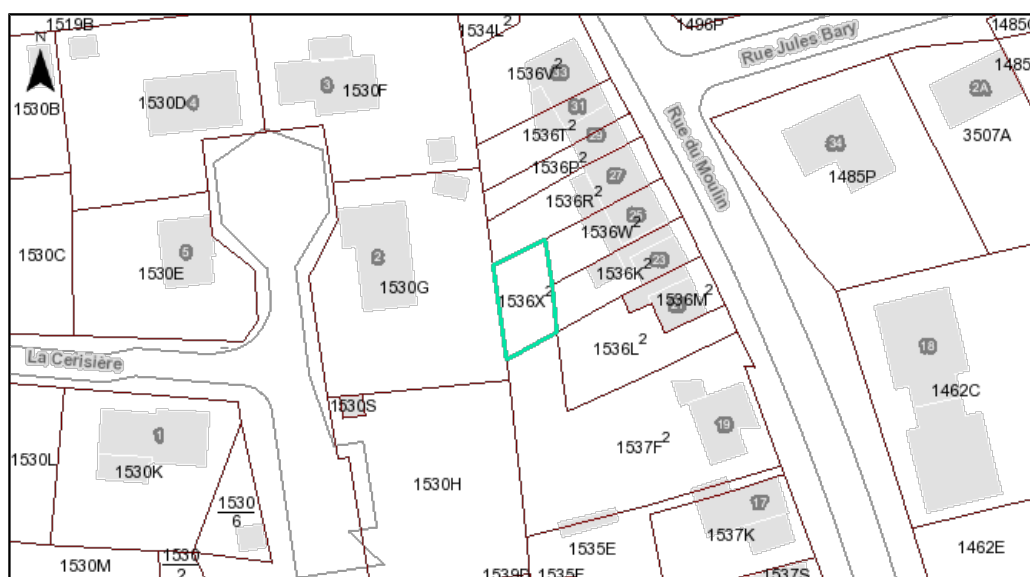 1519B
1534L²
1496P
1485C
Rue Jules Bary
1530B
1530D
4
3
1530F
1536V²
33
31
1536T²
29
1536P²
27
1536R²
25
1536W²
Rue du Moulin
34
1485P
2A
1485
3507A
1530C
5
1530E
2
1530G
1536X²
1536K²
23
1536M²
1536L²
La Cerisière
18
1462C
1530S
1
1530K
1530L
1530H
19
1537F²
1530
6
17
1537K
1535E
1462E
1530M
1530
2
1535F
1537S